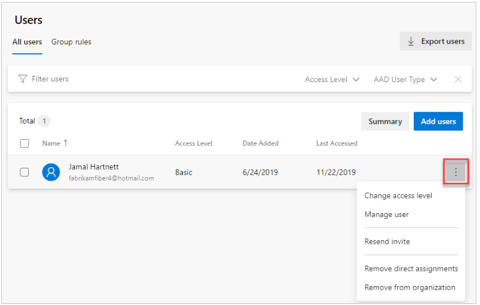 Users
All users Group rules
Export users
Filter users Access Level AAD User Type
Total 1 Summary Add users
Name ↑ Access Level Date Added Last Accessed
Jamal Hartnett
fabrikamfiber4@hotmail.com Basic 6/24/2019 11/22/2019
Change access level
Manage user
Resend invite
Remove direct assignments
Remove from organization